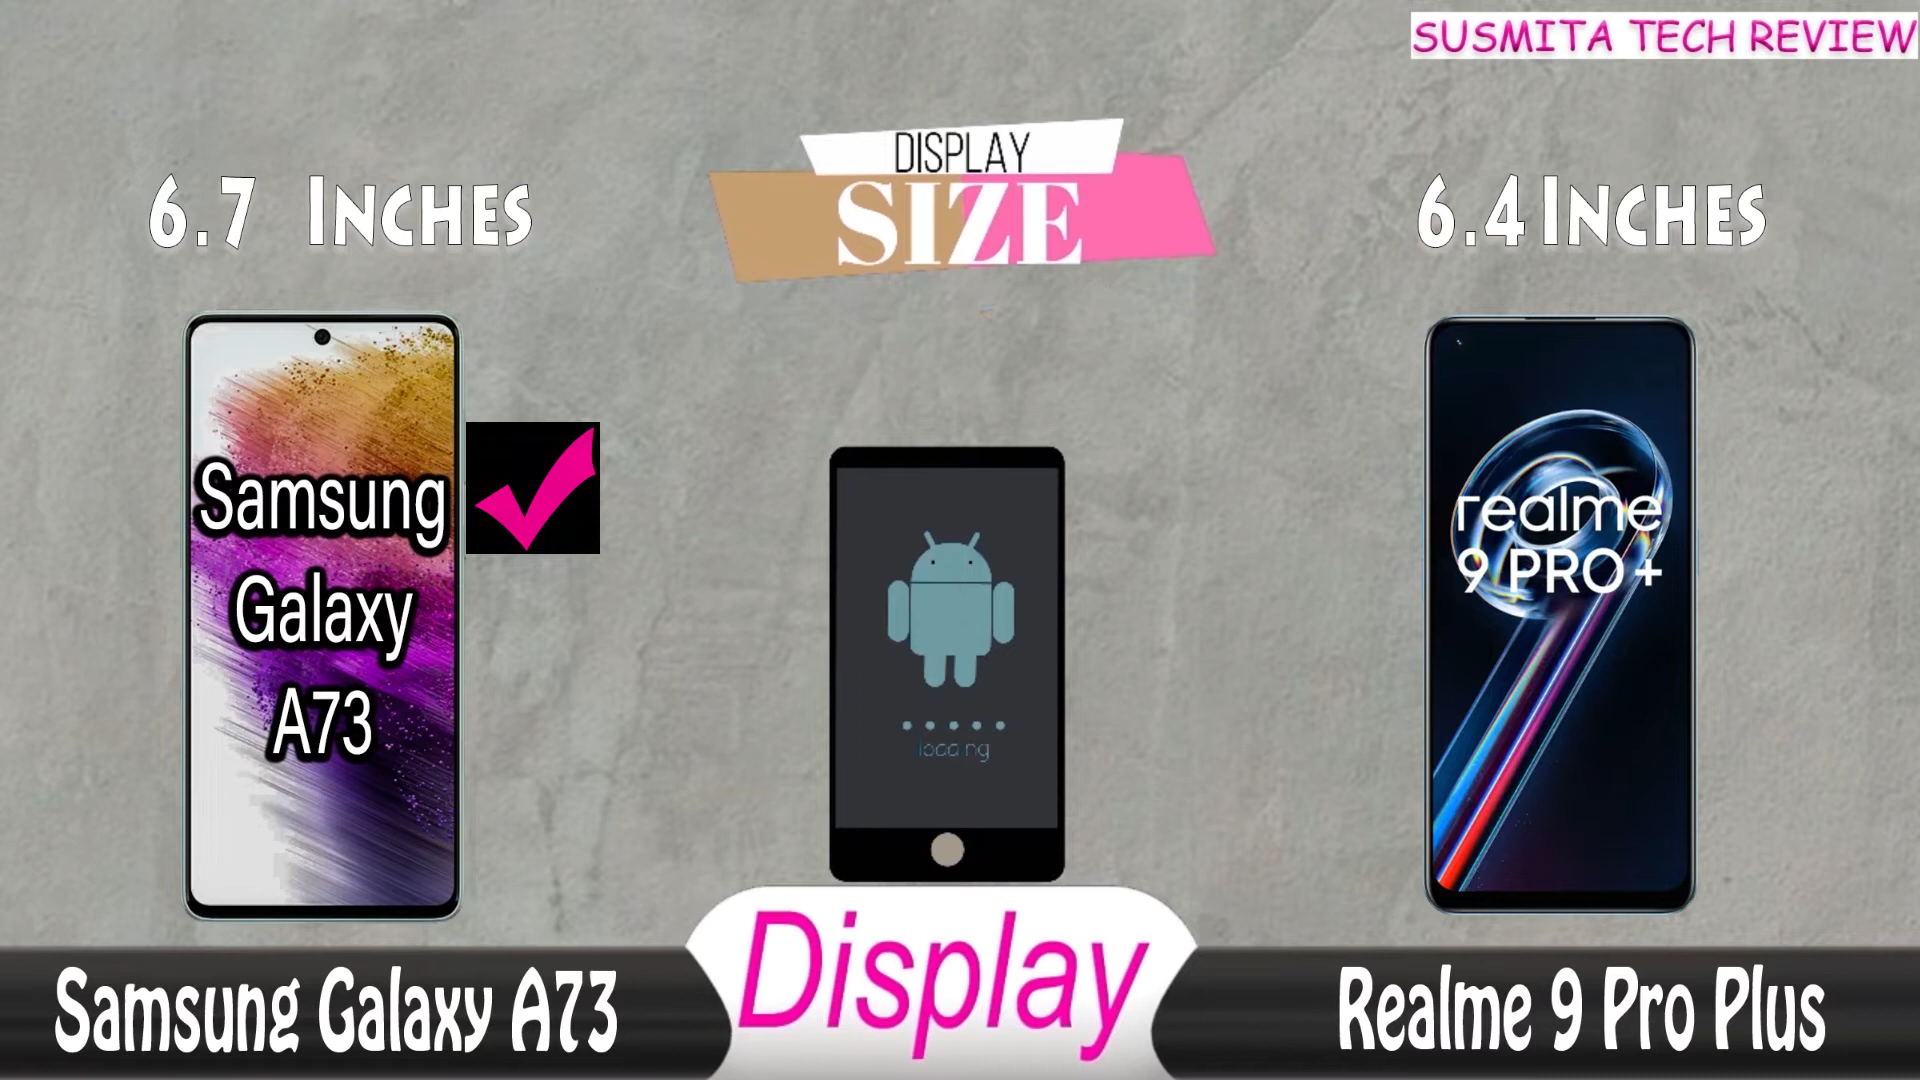 SUSMITA TECH REVIEW
DISPLAY
SIZE
6.7 INCHES
6.4 INCHES
Samsung
Galaxy
A73
realme
9 PRO+
loading
Display
Samsung Galaxy A73
Realme 9 Pro Plus